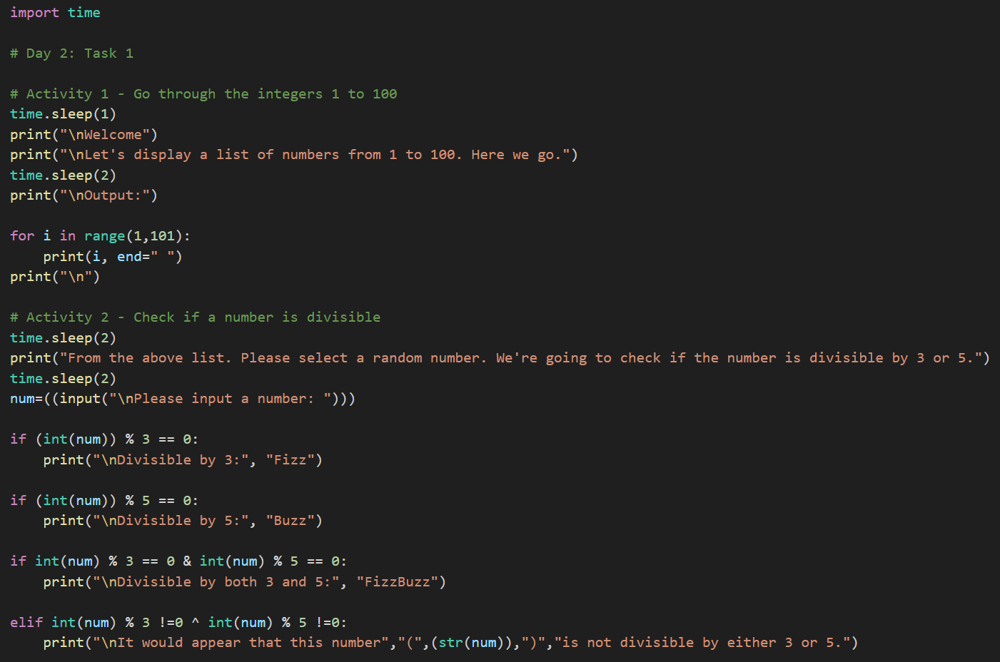 import time
# Day 2: Task 1
# Activity 1 - Go through the integers 1 to 100
time.sleep(1)
print("\nWelcome")
print("\nLet's display a list of numbers from 1 to 100. Here we go.")
time.sleep(2)
print("\nOutput:")
for i in range(1,101):
    print(i, end=" ")
print("\n")
# Activity 2 - Check if a number is divisible
time.sleep(2)
print("From the above list. Please select a random number. We're going to check if the number is divisible by 3 or 5.")
time.sleep(2)
num=((input("\nPlease input a number: ")))
if (int(num)) % 3 == 0:
    print("\nDivisible by 3:", "Fizz")
if (int(num)) % 5 == 0:
    print("\nDivisible by 5:", "Buzz")
if int(num) % 3 == 0 & int(num) % 5 == 0:
    print("\nDivisible by both 3 and 5:", "FizzBuzz")
elif int(num) % 3 !=0 ^ int(num) % 5 !=0:
    print("\nIt would appear that this number","(",(str(num)),")","is not divisible by either 3 or 5.")